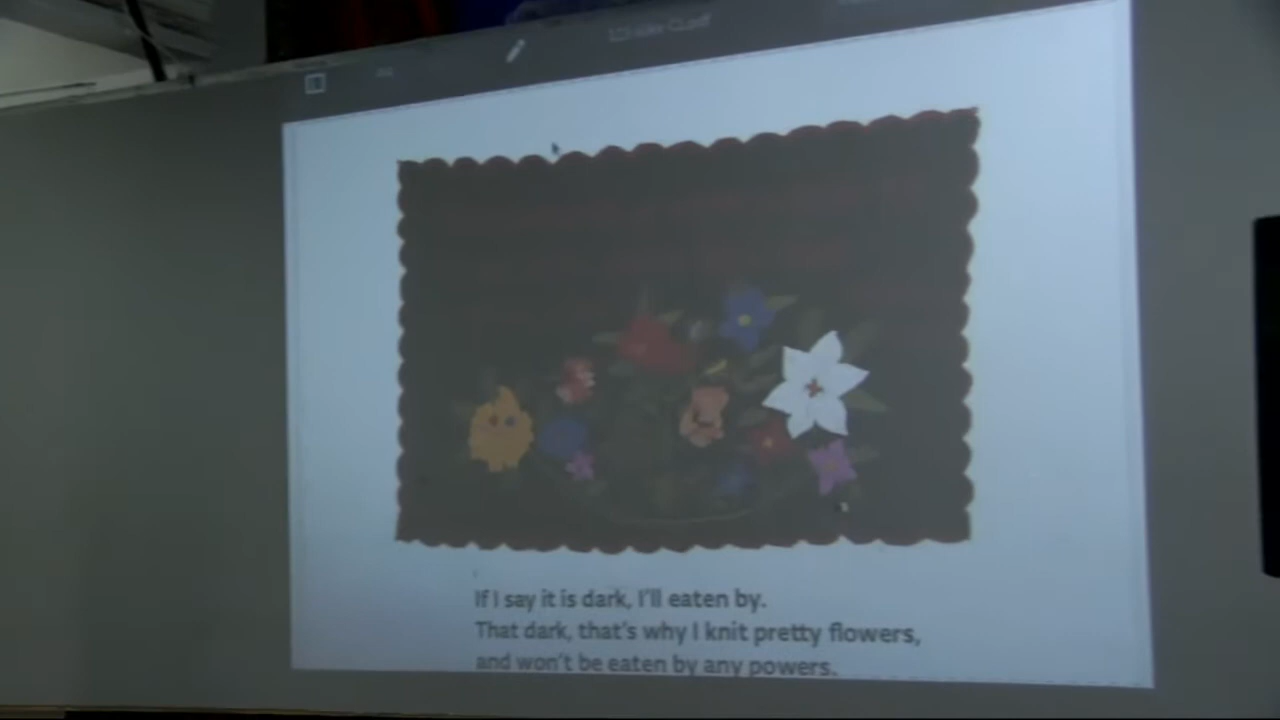 If I say it is dark, I'll eaten by.
That dark, that's why I knit pretty flowers,
and won't be eaten by any powers.